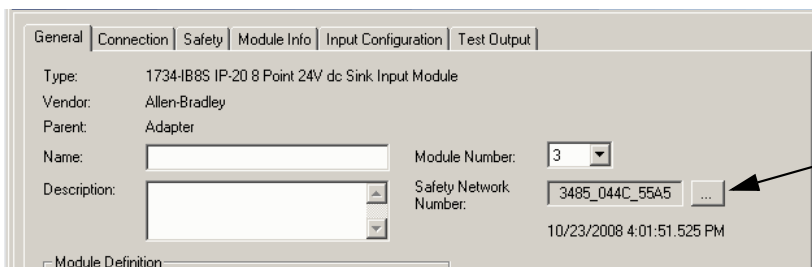 General Connection Safety Module Info Input Configuration Test Output
Type: 1734-IB8S IP-20 8 Point 24V dc Sink Input Module
Vendor: Allen-Bradley
Parent: Adapter
Name: Module Number: 3
Description: Safety Network Number: 3485_044C_55A5 ...
10/23/2008 4:01:51.525 PM
Module Definition